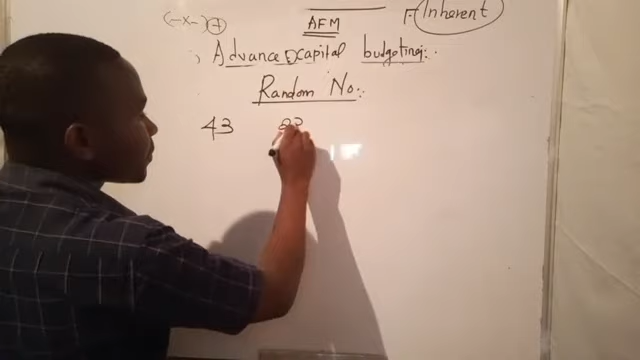 (-x-) +
AFM
F. Inherent
Advance capital budgeting:.
Random No:.
43